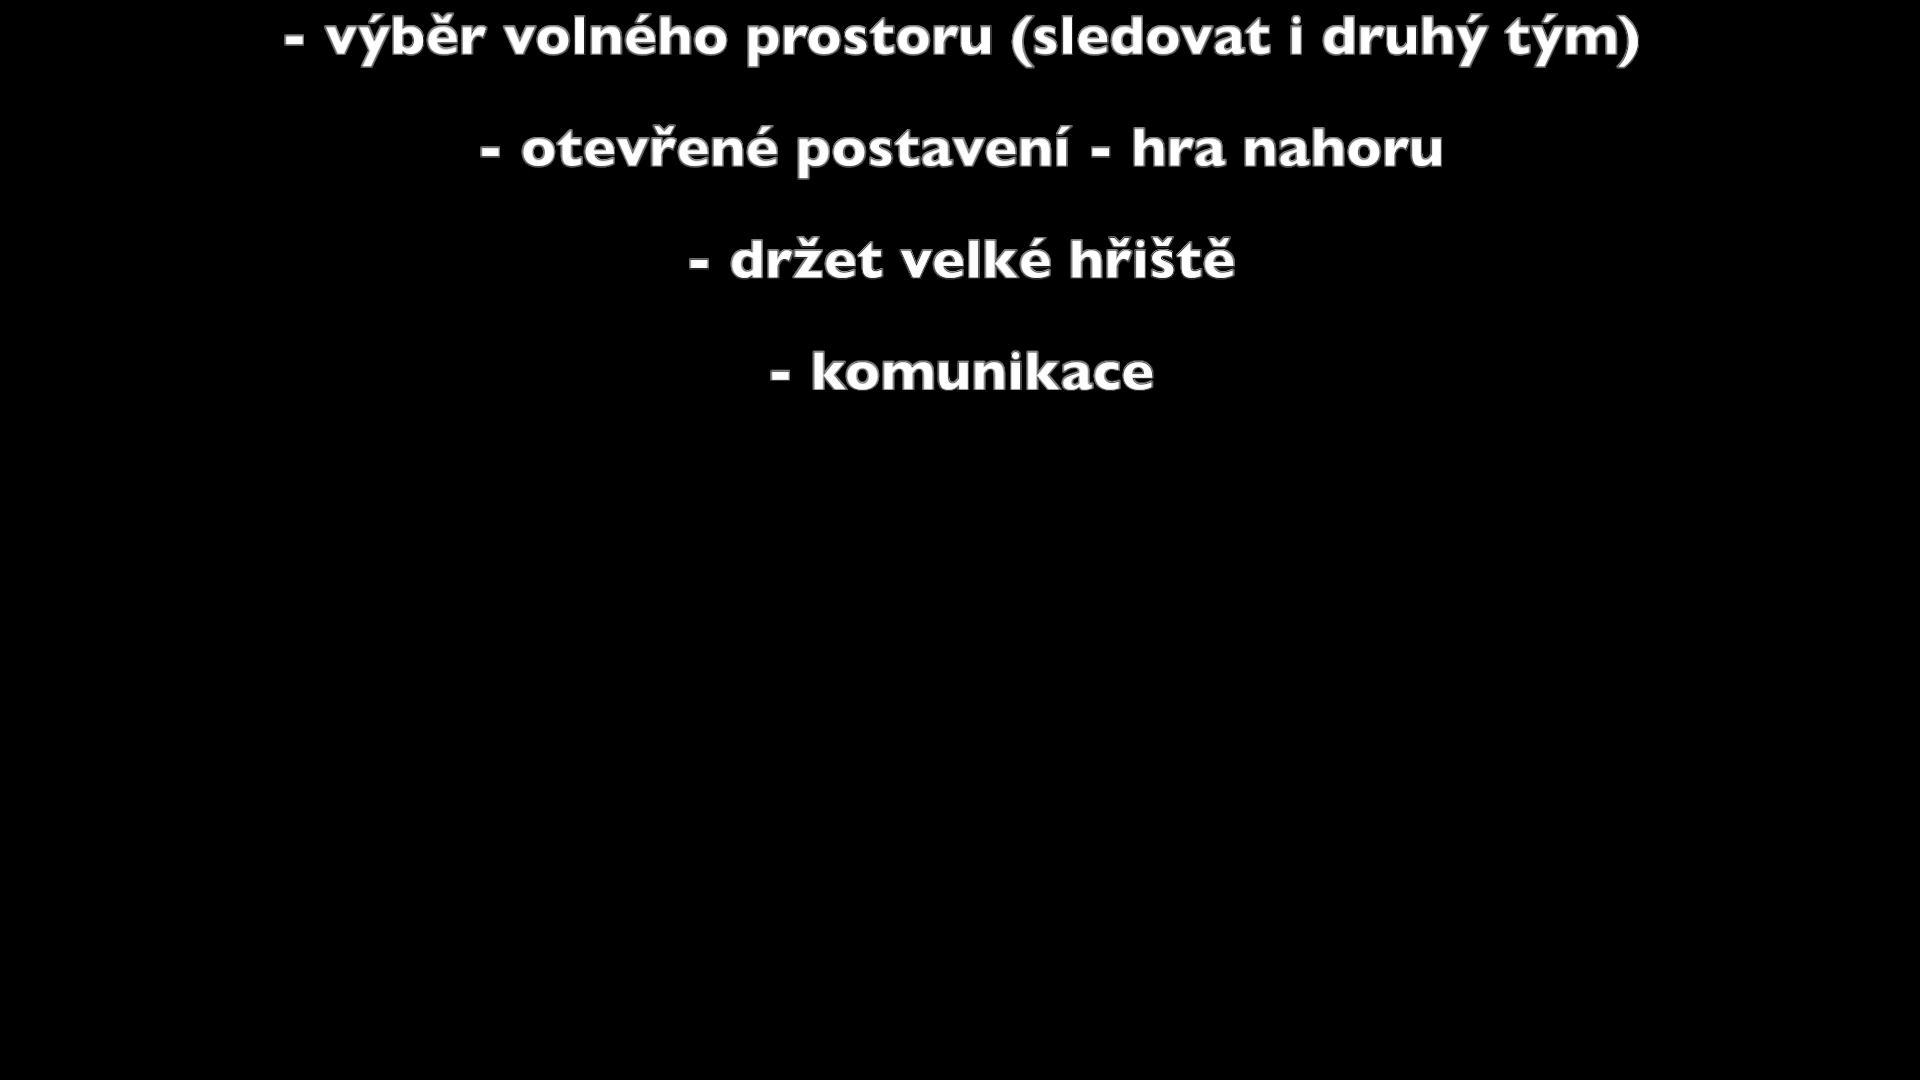 - výběr volného prostoru (sledovat i druhý tým)
- otevřené postavení - hra nahoru
- držet velké hřiště
- komunikace